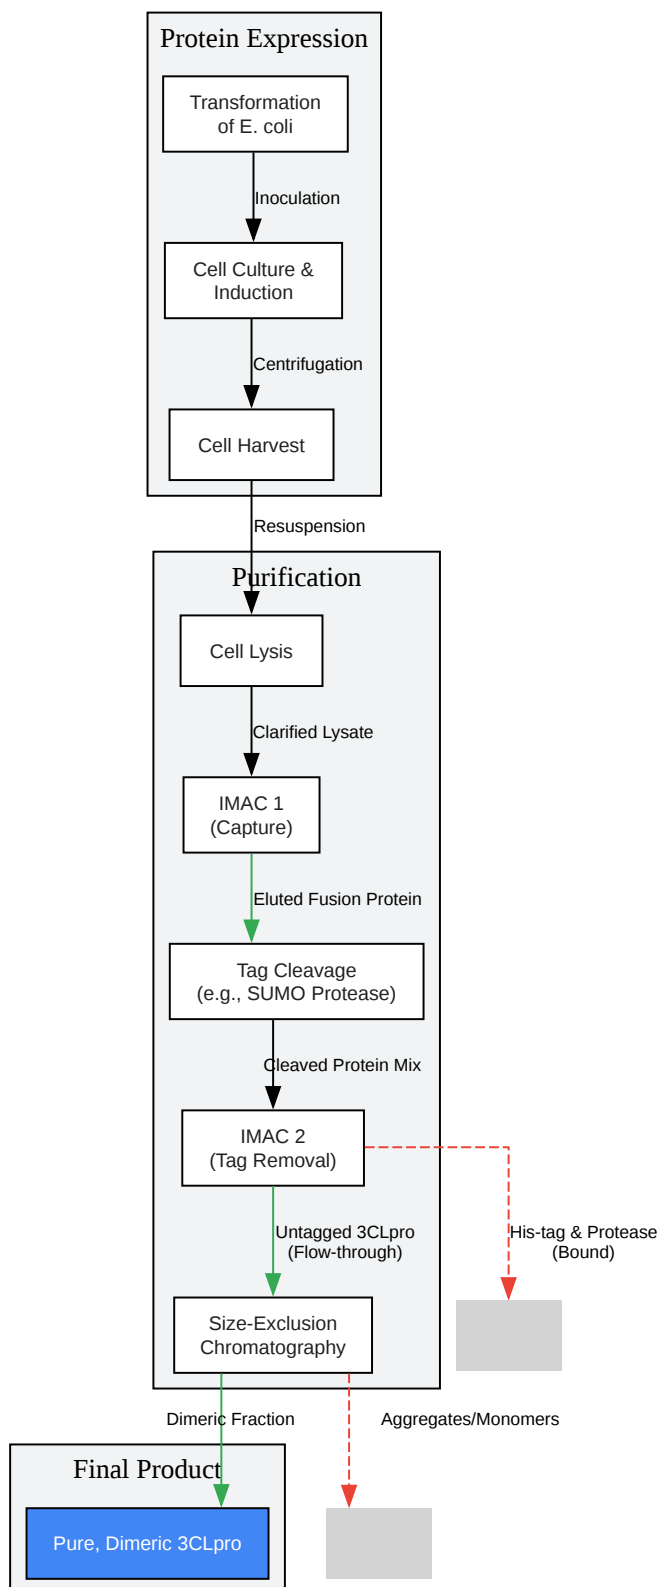 Protein Expression
Transformation
of E. coli
Inoculation
Cell Culture &
Induction
Centrifugation
Cell Harvest
Resuspension
Purification
Cell Lysis
Clarified Lysate
IMAC 1
(Capture)
Eluted Fusion Protein
Tag Cleavage
(e.g., SUMO Protease)
Cleaved Protein Mix
IMAC 2
(Tag Removal)
Untagged 3CLpro
(Flow-through)
His-tag & Protease
(Bound)
Size-Exclusion
Chromatography
Dimeric Fraction
Aggregates/Monomers
Final Product
Pure, Dimeric 3CLpro